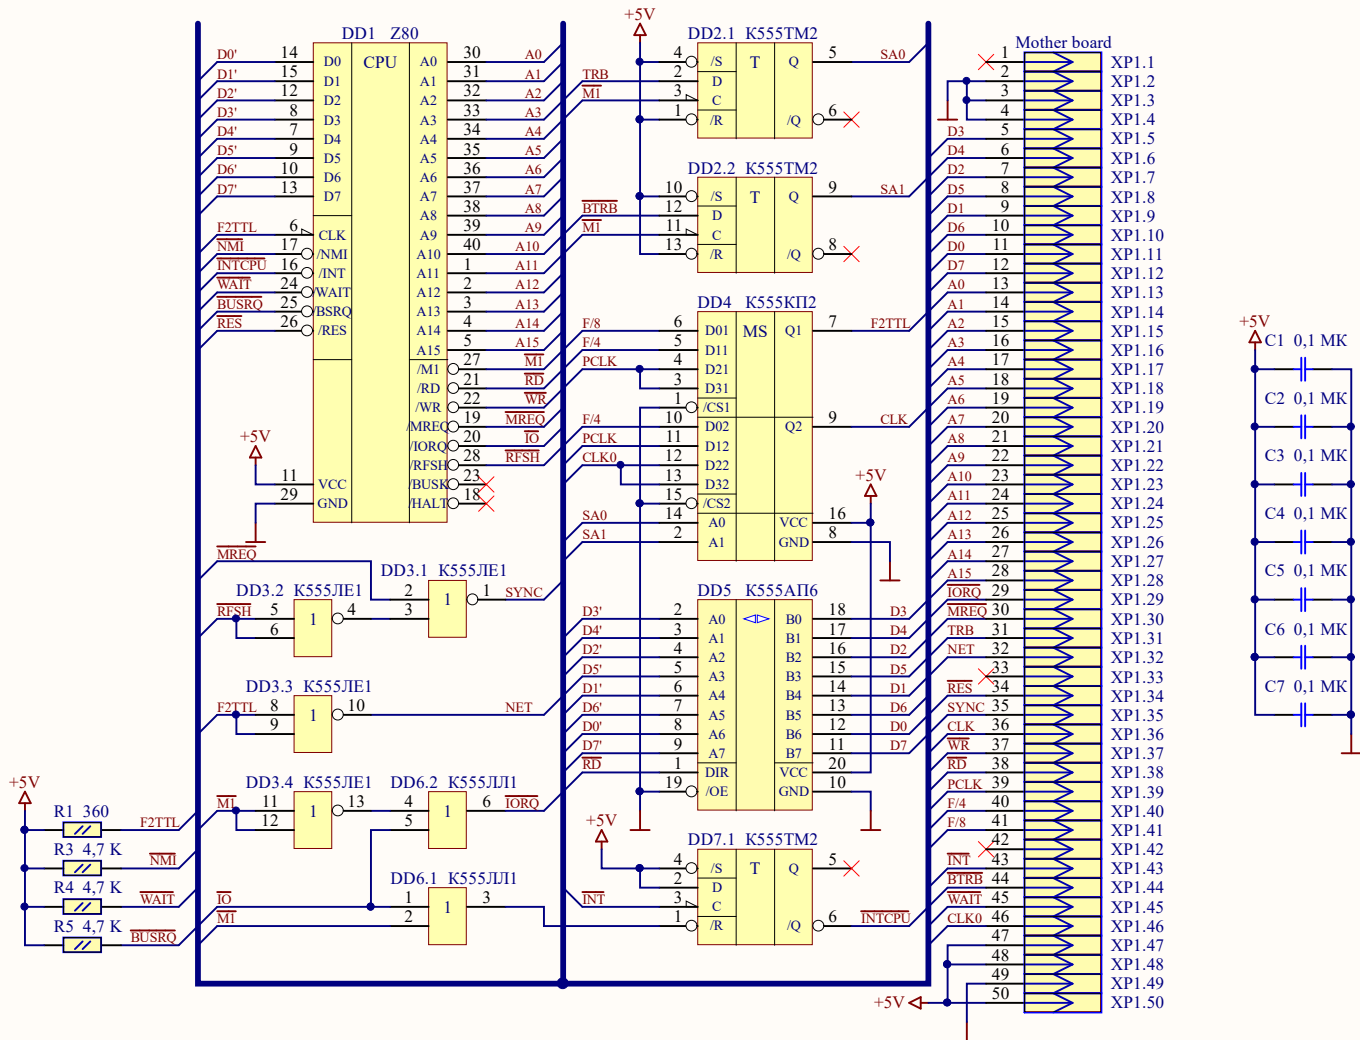 DD1 Z80
D0' 14 D0 CPU A0 30 A0
D1' 15 D1 A1 31 A1
D2' 12 D2 A2 32 A2
D3' 8 D3 A3 33 A3
D4' 7 D4 A4 34 A4
D5' 9 D5 A5 35 A5
D6' 10 D6 A6 36 A6
D7' 13 D7 A7 37 A7
A8 38 A8
F2TTL 6 CLK A9 39 A9
NMI 17 /NMI A10 40 A10
INTCPU 16 /INT A11 1 A11
WAIT 24 /WAIT A12 2 A12
BUSRQ 25 /BSRQ A13 3 A13
RES 26 /RES A14 4 A14
A15 5 A15
/M1 27 M1
/RD 21 RD
/WR 22 WR
/MREQ 19 MREQ
/IORQ 20 IO
/RFSH 28 RFSH
+5V 11 VCC /BUSK 23
29 GND /HALT 18
MREQ
DD3.1 K555ЛЕ1
2 1 1 SYNC
3
DD3.2 K555ЛЕ1
RFSH 5 1 4
6
DD3.3 K555ЛЕ1
F2TTL 8 1 10 NET
9
DD3.4 K555ЛЕ1
M1 11 1 13
12
DD6.2 K555ЛЛ1
4 1 6 IORQ
5
DD6.1 K555ЛЛ1
IO 1 1 3
M1 2
+5V
R1 360 F2TTL
R3 4,7 K NMI
R4 4,7 K WAIT
R5 4,7 K BUSRQ
+5V
DD2.1 K555TM2
4 /S T Q 5 SA0
TRB 2 D
M1 3 C
1 /R /Q 6
DD2.2 K555TM2
10 /S T Q 9 SA1
BTRB 12 D
M1 11 C
13 /R /Q 8
DD4 K555КП2
F/8 6 D01 MS Q1 7 F2TTL
F/4 5 D11
PCLK 4 D21
3 D31
1 /CS1
F/4 10 D02 Q2 9 CLK
PCLK 11 D12
CLK0 12 D22
13 D32
15 /CS2
SA0 14 A0 VCC 16 +5V
SA1 2 A1 GND 8
DD5 K555АП6
D3' 2 A0 B0 18 D3
D4' 3 A1 B1 17 D4
D2' 4 A2 B2 16 D2
D5' 5 A3 B3 15 D5
D1' 6 A4 B4 14 D1
D6' 7 A5 B5 13 D6
D0' 8 A6 B6 12 D0
D7' 9 A7 B7 11 D7
RD 1 DIR VCC 20
19 /OE GND 10
+5V
DD7.1 K555TM2
4 /S T Q 5
2 D
INT 3 C
1 /R /Q 6 INTCPU
Mother board
1 XP1.1
2 XP1.2
3 XP1.3
4 XP1.4
D3 5 XP1.5
D4 6 XP1.6
D2 7 XP1.7
D5 8 XP1.8
D1 9 XP1.9
D6 10 XP1.10
D0 11 XP1.11
D7 12 XP1.12
A0 13 XP1.13
A1 14 XP1.14
A2 15 XP1.15
A3 16 XP1.16
A4 17 XP1.17
A5 18 XP1.18
A6 19 XP1.19
A7 20 XP1.20
A8 21 XP1.21
A9 22 XP1.22
A10 23 XP1.23
A11 24 XP1.24
A12 25 XP1.25
A13 26 XP1.26
A14 27 XP1.27
A15 28 XP1.28
IORQ 29 XP1.29
MREQ 30 XP1.30
TRB 31 XP1.31
NET 32 XP1.32
33 XP1.33
RES 34 XP1.34
SYNC 35 XP1.35
CLK 36 XP1.36
WR 37 XP1.37
RD 38 XP1.38
PCLK 39 XP1.39
F/4 40 XP1.40
F/8 41 XP1.41
42 XP1.42
INT 43 XP1.43
BTRB 44 XP1.44
WAIT 45 XP1.45
CLK0 46 XP1.46
47 XP1.47
48 XP1.48
49 XP1.49
+5V 50 XP1.50
+5V
C1 0,1 МК
C2 0,1 МК
C3 0,1 МК
C4 0,1 МК
C5 0,1 МК
C6 0,1 МК
C7 0,1 МК